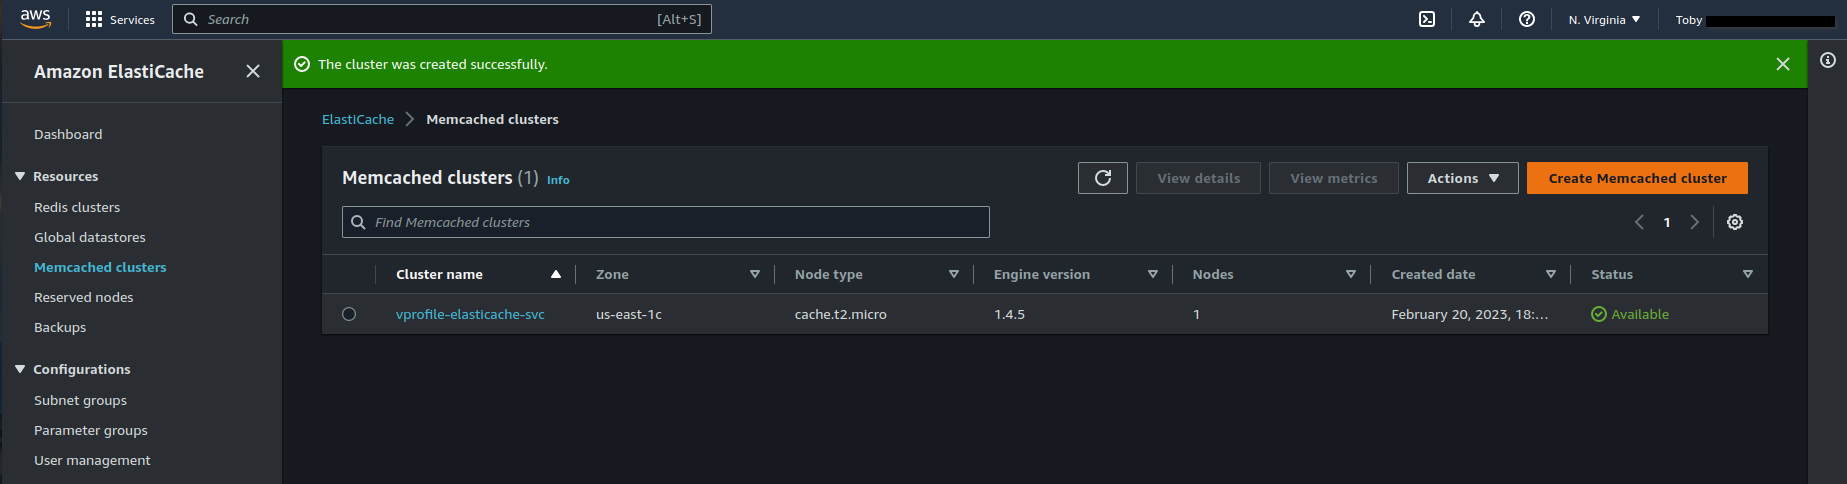 aws Services Search [Alt+S] N. Virginia Toby
Amazon ElastiCache
The cluster was created successfully.
Dashboard
Resources
Redis clusters
Global datastores
Memcached clusters
Reserved nodes
Backups
Configurations
Subnet groups
Parameter groups
User management
ElastiCache Memcached clusters
Memcached clusters (1) Info View details View metrics Actions Create Memcached cluster
Find Memcached clusters 1
Cluster name Zone Node type Engine version Nodes Created date Status
vprofile-elasticache-svc us-east-1c cache.t2.micro 1.4.5 1 February 20, 2023, 18:... Available